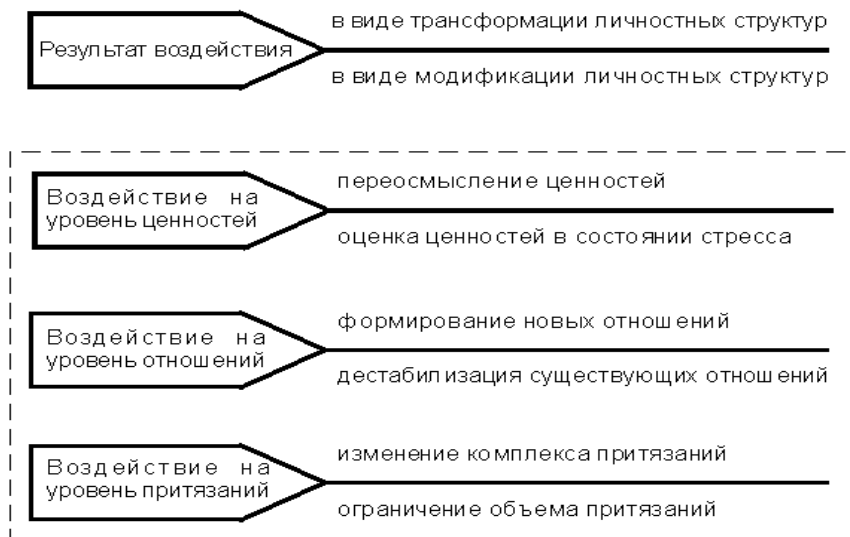 в виде трансформации личностных структур
Результат воздействия
в виде модификации личностных структур
переосмысление ценностей
Воздействие на
уровень ценностей
оценка ценностей в состоянии стресса
формирование новых отношений
Воздействие на
уровень отношений
дестабилизация существующих отношений
изменение комплекса притязаний
Воздействие на
уровень притязаний
ограничение объема притязаний